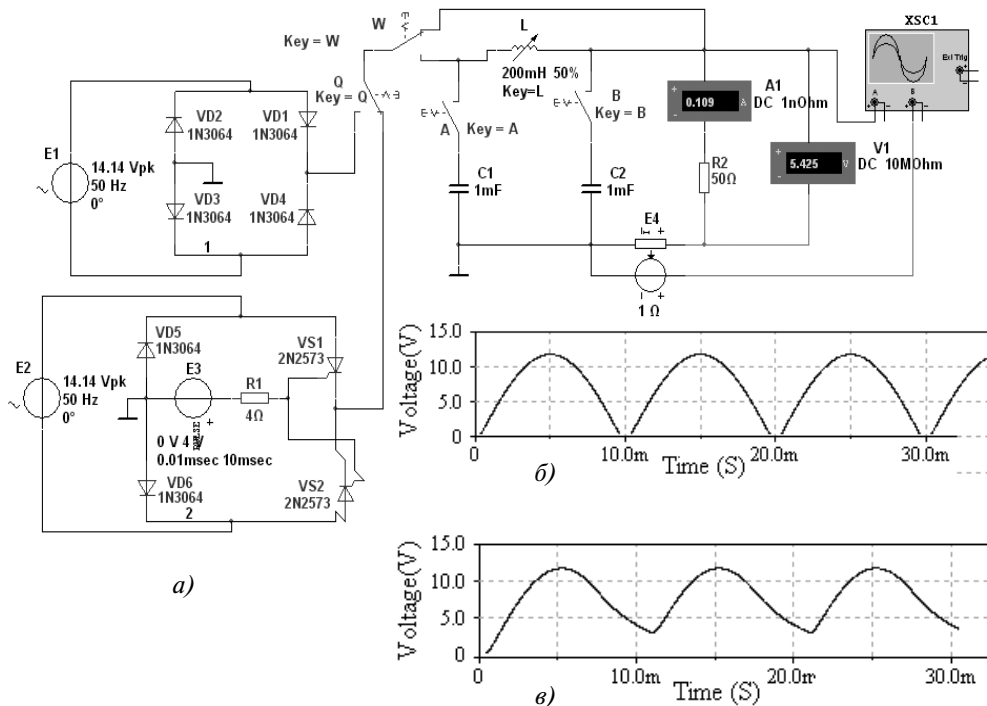 XSC1
W
Key = W
L
200mH 50%
Key=L
Ext Trig
A
B
A1
0.109
A
DC 1nOhm
Q
Key = Q
A
Key = A
B
Key = B
V1
5.425
V
DC 10MOhm
VD2
1N3064
VD1
1N3064
E1
14.14 Vpk
50 Hz
0°
VD3
1N3064
VD4
1N3064
1
C1
1mF
C2
1mF
R2
50Ω
E4
1 Ω
VD5
1N3064
E3
R1
4Ω
VS1
2N2573
E2
14.14 Vpk
50 Hz
0°
0 V 4 V
0.01msec 10msec
VD6
1N3064
2
VS2
2N2573
а)
Voltage(V)
15.0
10.0
5.0
0
0
10.0m
20.0m
30.0m
Time (S)
б)
Voltage(V)
15.0
10.0
5.0
0
0
10.0m
20.0m
30.0m
Time (S)
в)